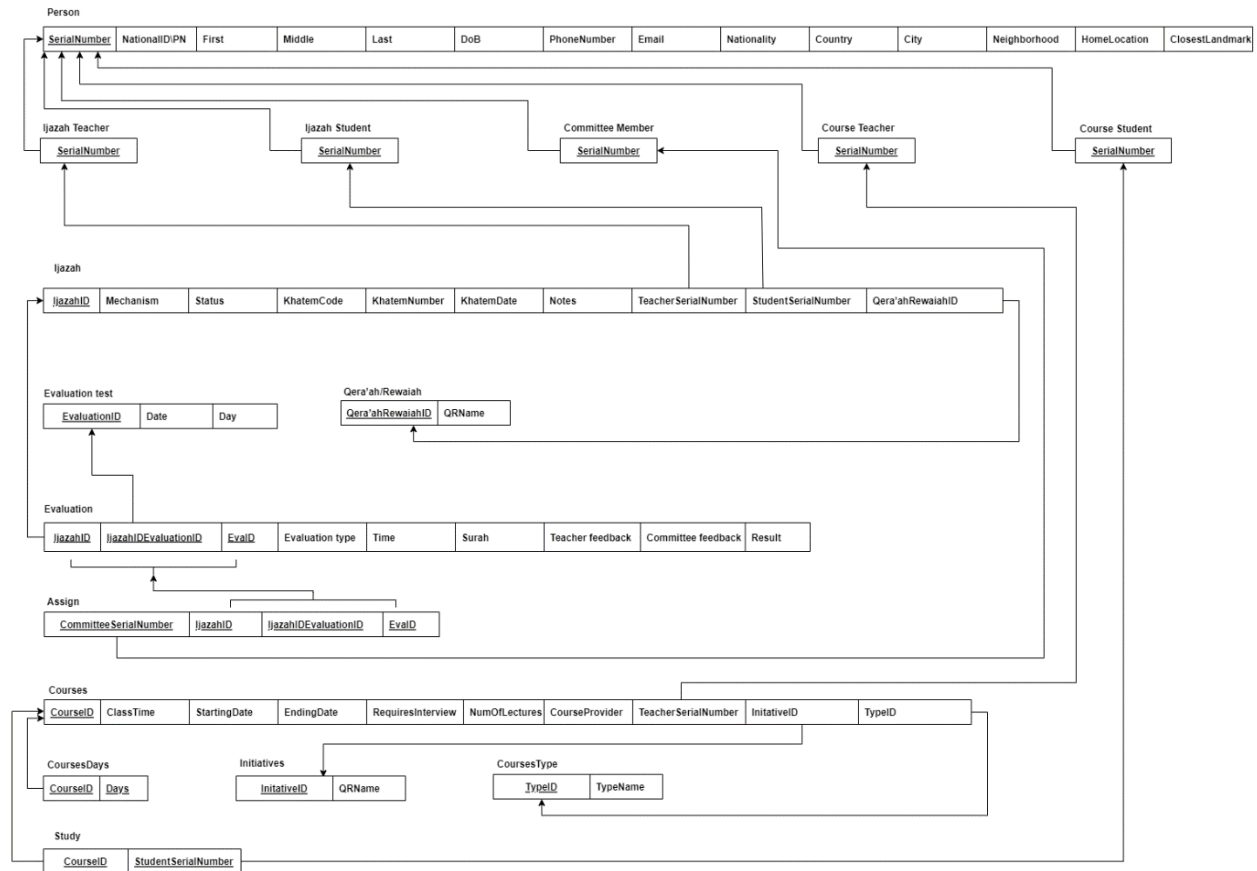 Person
SerialNumber NationalID\PN First Middle Last DoB PhoneNumber Email Nationality Country City Neighborhood HomeLocation ClosestLandmark
Ijazah Teacher Ijazah Student Committee Member Course Teacher Course Student
SerialNumber SerialNumber SerialNumber SerialNumber SerialNumber
Ijazah
IjazahID Mechanism Status KhatemCode KhatemNumber KhatemDate Notes TeacherSerialNumber StudentSerialNumber Qera'ahRewaiahID
Evaluation test Qera'ah/Rewaiah
EvaluationID Date Day Qera'ahRewaiahID QRName
Evaluation
IjazahID IjazahIDEvaluationID EvalD Evaluation type Time Surah Teacher feedback Committee feedback Result
Assign
CommitteeSerialNumber IjazahID IjazahIDEvaluationID EvalD
Courses
CourseID ClassTime StartingDate EndingDate RequiresInterview NumOfLectures CourseProvider TeacherSerialNumber InitativeID TypeID
CoursesDays Initiatives CoursesType
CourseID Days InitativeID QRName TypeID TypeName
Study
CourseID StudentSerialNumber